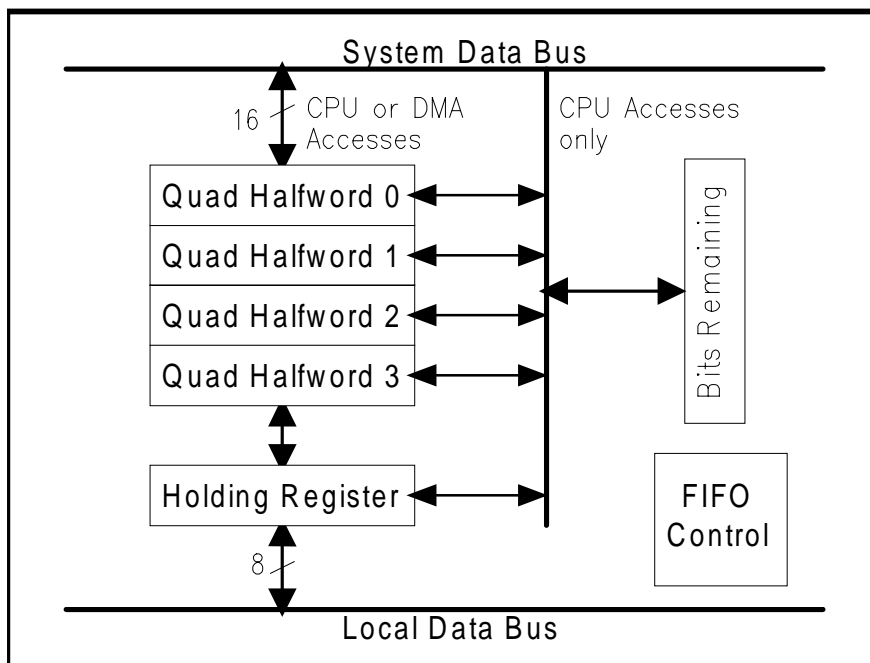 System Data Bus
16
CPU or DMA
Accesses
CPU Accesses
only
Quad Halfword 0
Quad Halfword 1
Quad Halfword 2
Quad Halfword 3
Bits Remaining
Holding Register
FIFO
Control
8
Local Data Bus